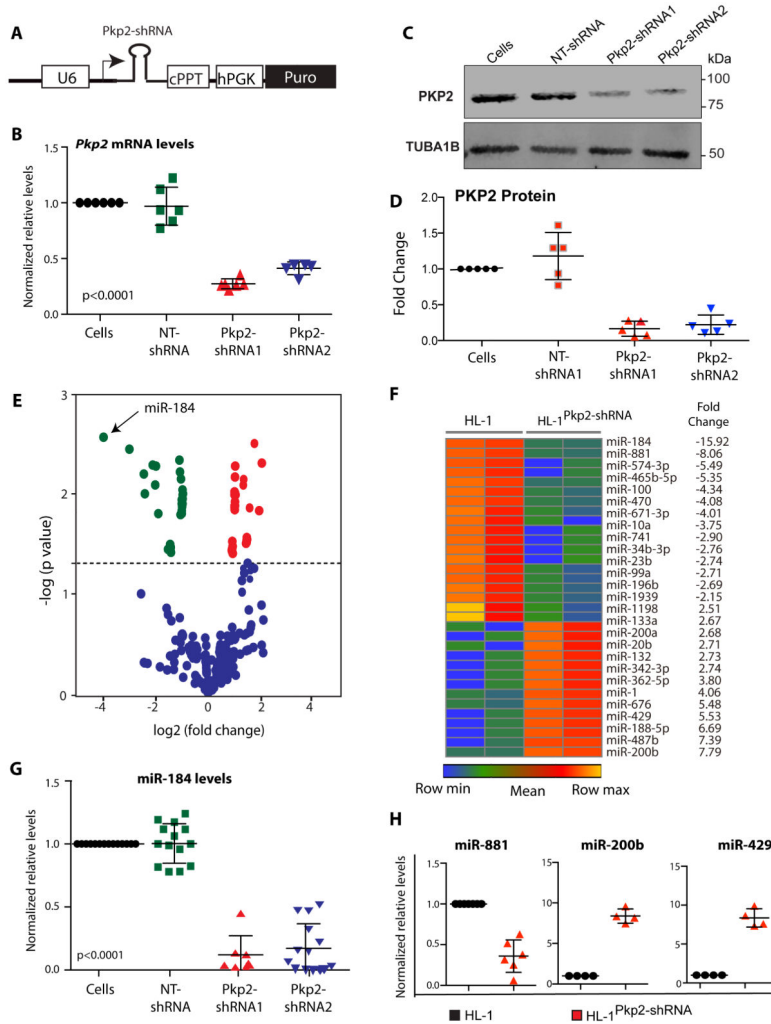 A
Pkp2-shRNA
U6
cPPT
hPGK
Puro
B
Pkp2 mRNA levels
Normalized relative levels
1.5
1.0
0.5
0.0
p<0.0001
Cells
NT-
shRNA
Pkp2-
shRNA1
Pkp2-
shRNA2
C
Cells
NT-shRNA
Pkp2-shRNA1
Pkp2-shRNA2
kDa
PKP2
100
75
TUBA1B
50
D
PKP2 Protein
Fold Change
2.0
1.5
1.0
0.5
0.0
Cells
NT-
shRNA1
Pkp2-
shRNA1
Pkp2-
shRNA2
E
miR-184
-log (p value)
3
2
1
0
-4
-2
0
2
4
log2 (fold change)
F
HL-1
HL-1Pkp2-shRNA
Fold
Change
miR-184 -15.92
miR-881 -8.06
miR-574-3p -5.49
miR-465b-5p -5.35
miR-100 -4.34
miR-470 -4.08
miR-671-3p -4.01
miR-10a -3.75
miR-741 -2.90
miR-34b-3p -2.76
miR-23b -2.74
miR-99a -2.71
miR-196b -2.69
miR-1939 -2.15
miR-1198 2.51
miR-133a 2.67
miR-200a 2.68
miR-20b 2.71
miR-132 2.73
miR-342-3p 2.74
miR-362-5p 3.80
miR-1 4.06
miR-676 5.48
miR-429 5.53
miR-188-5p 6.69
miR-487b 7.39
miR-200b 7.79
Row min
Mean
Row max
G
miR-184 levels
Normalized relative levels
1.5
1.0
0.5
0.0
p<0.0001
Cells
NT-
shRNA
Pkp2-
shRNA1
Pkp2-
shRNA2
H
miR-881
miR-200b
miR-429
Normalized relative levels
1.5
1.0
0.5
0.0
15
10
5
0
15
10
5
0
HL-1
HL-1Pkp2-shRNA